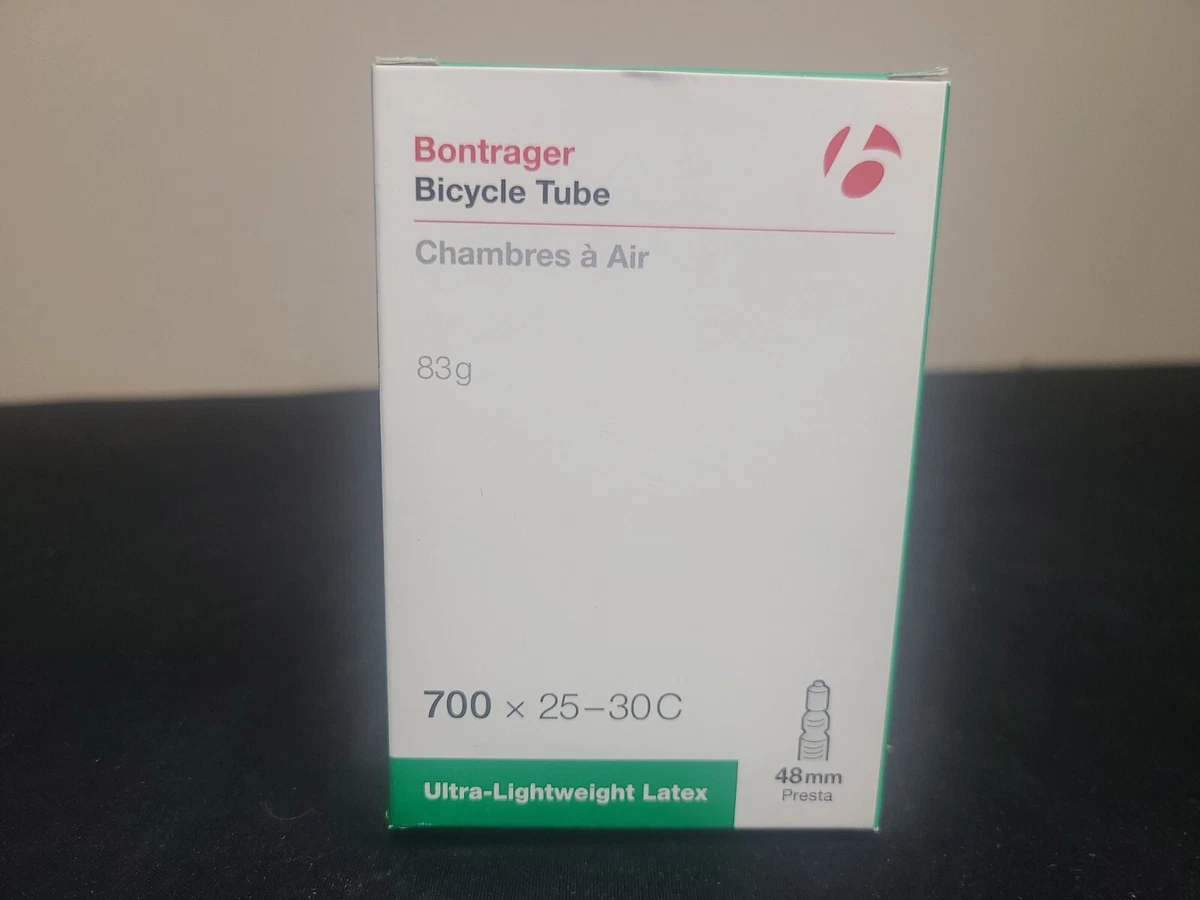 Bontrager
Bicycle Tube
Chambres à Air
83g
700 × 25–30C
Ultra-Lightweight Latex
48mm
Presta